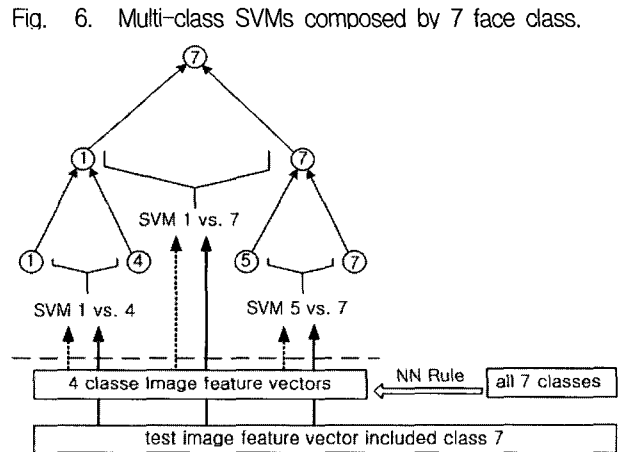 Fig. 6. Multi-class SVMs composed by 7 face class.
7
1
7
SVM 1 vs. 7
1
4
5
7
SVM 1 vs. 4
SVM 5 vs. 7
4 classe Image feature vectors
NN Rule
all 7 classes
test image feature vector included class 7